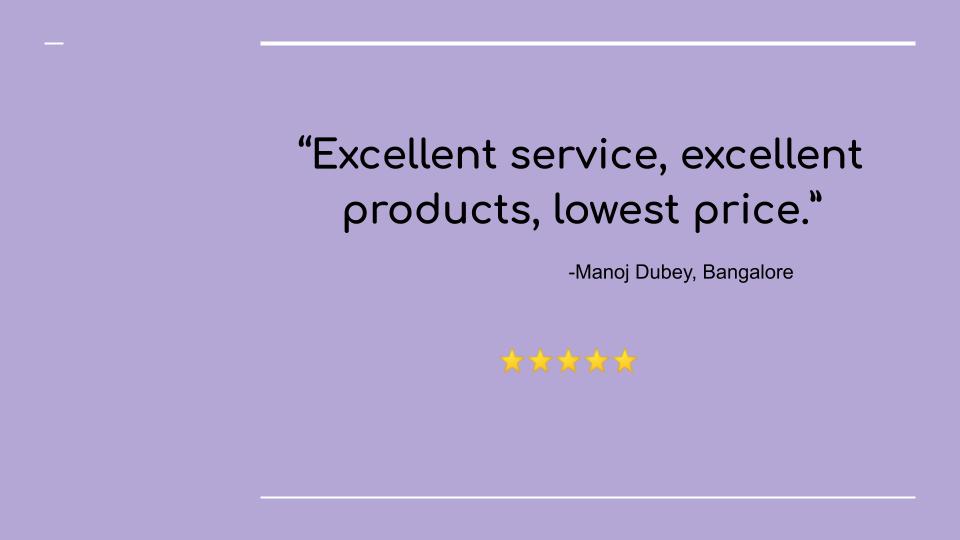 “Excellent service, excellent
products, lowest price.”
-Manoj Dubey, Bangalore